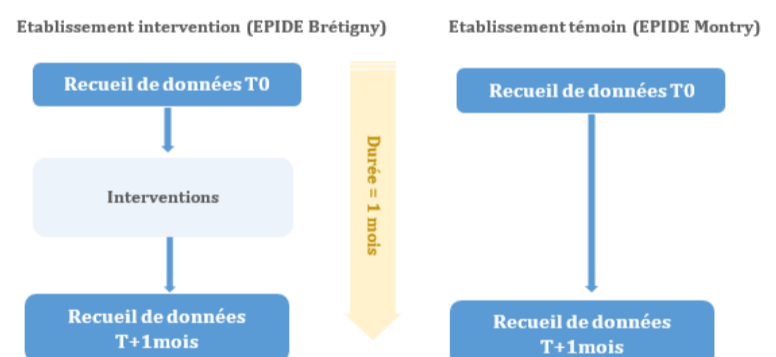 Etablissement intervention (EPIDE Brétigny)
Recueil de données T0
Interventions
Recueil de données
T+1mois
Durée = 1 mois
Etablissement témoin (EPIDE Montry)
Recueil de données T0
Recueil de données
T+1mois